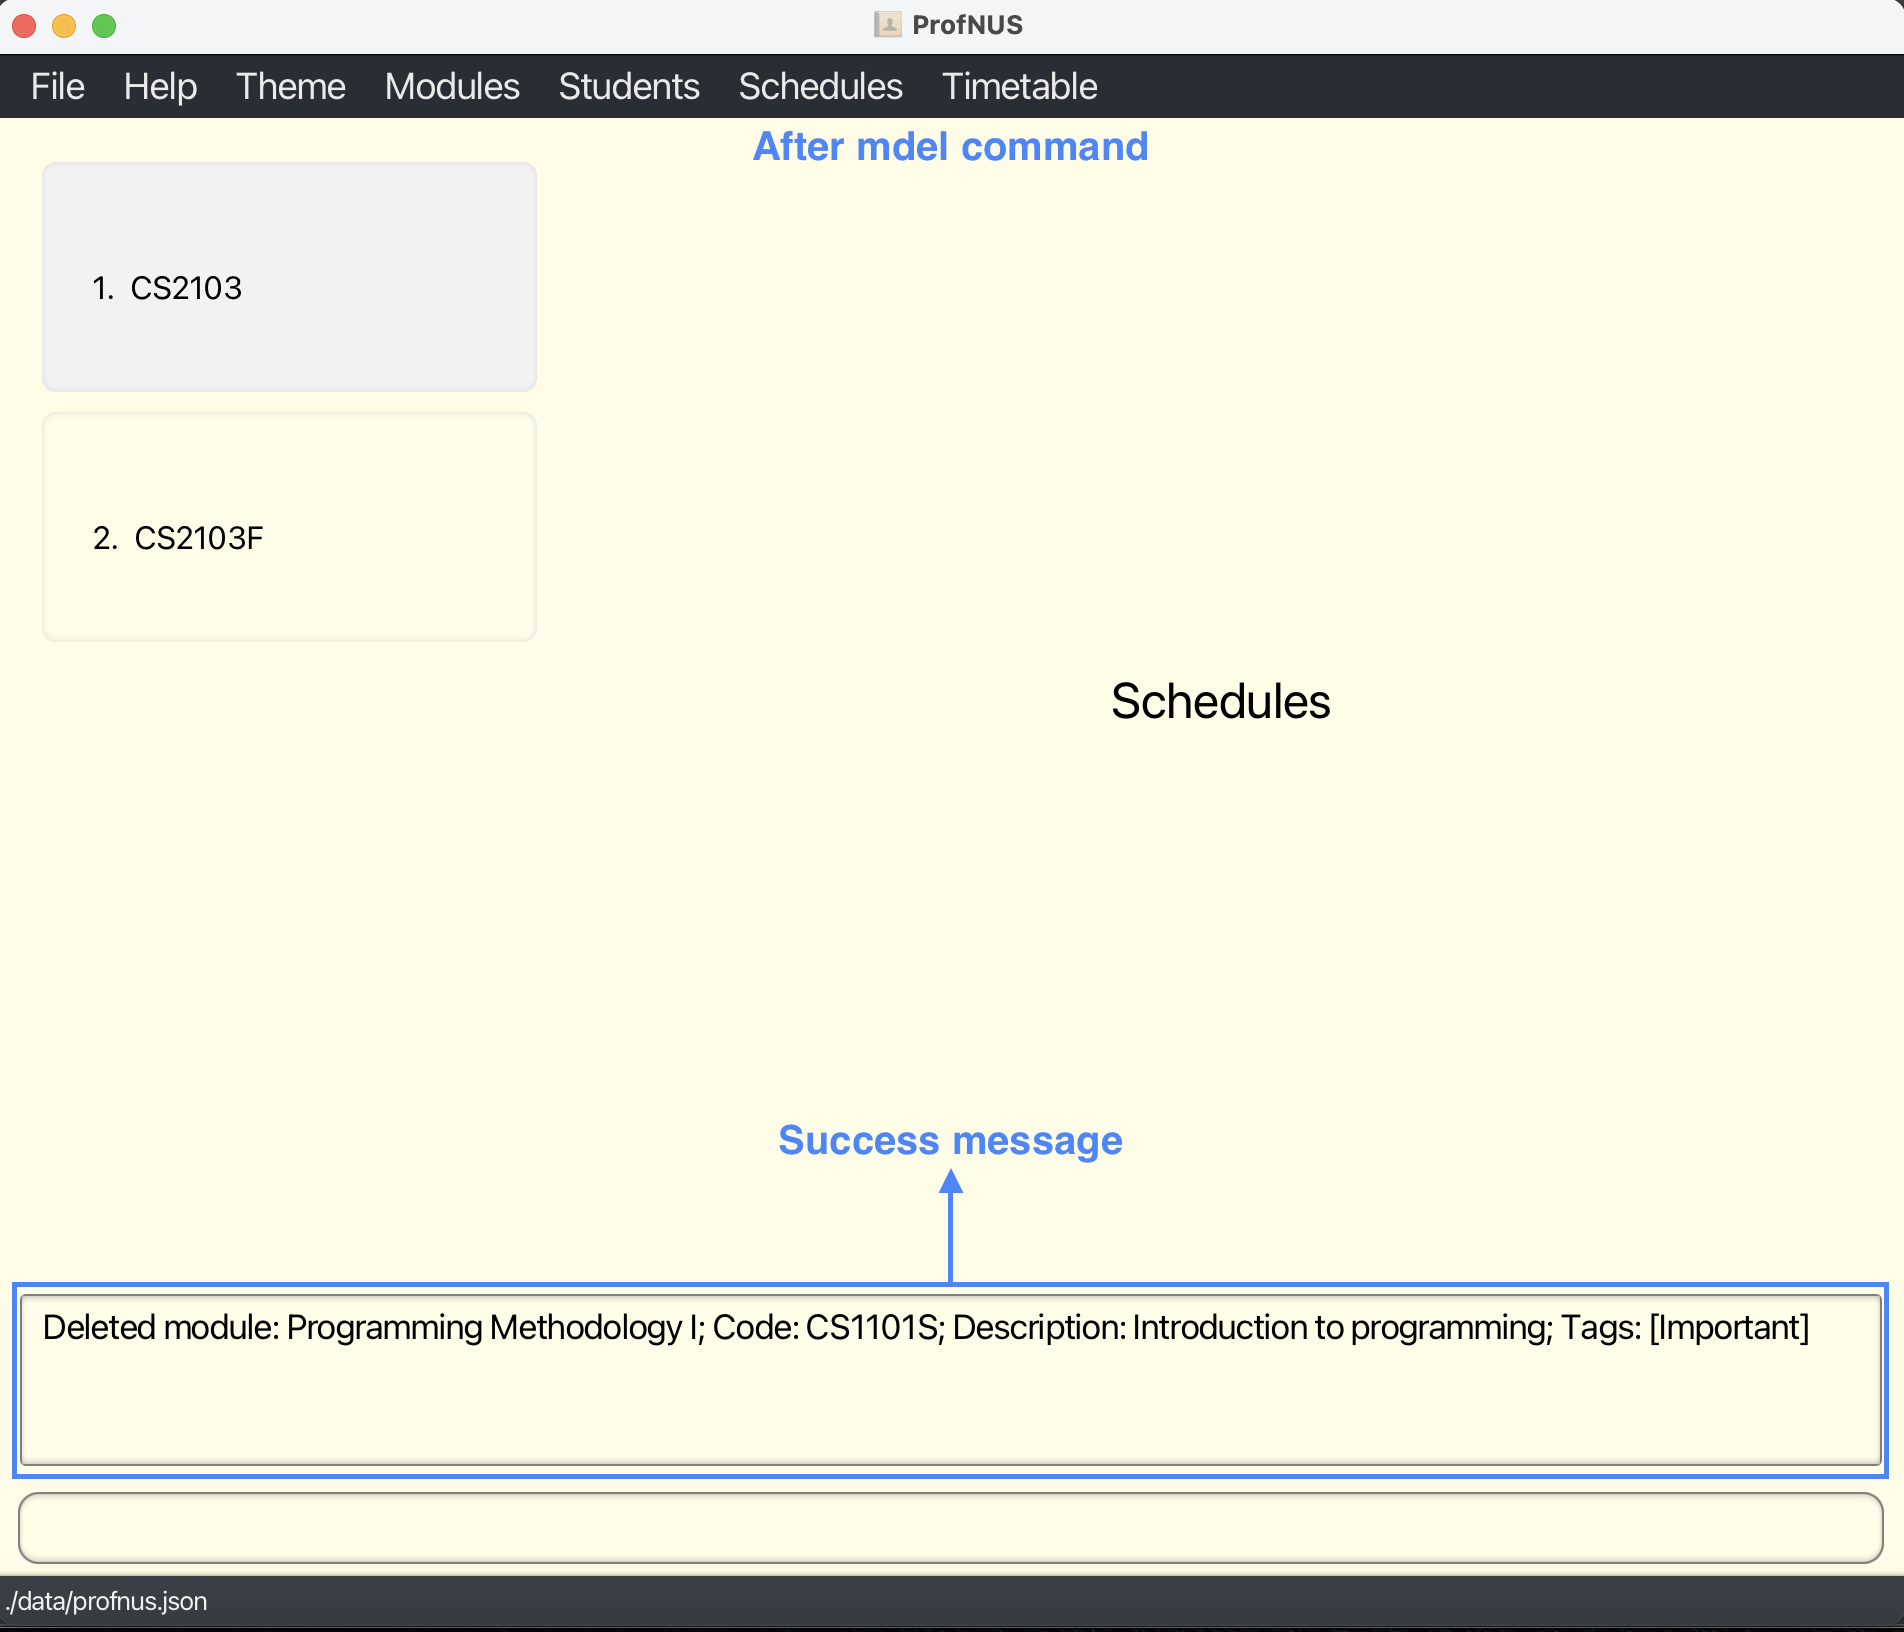 ProfNUS
File Help Theme Modules Students Schedules Timetable
After mdel command
1. CS2103
2. CS2103F
Schedules
Success message
Deleted module: Programming Methodology I; Code: CS1101S; Description: Introduction to programming; Tags: [Important]
./data/profnus.json